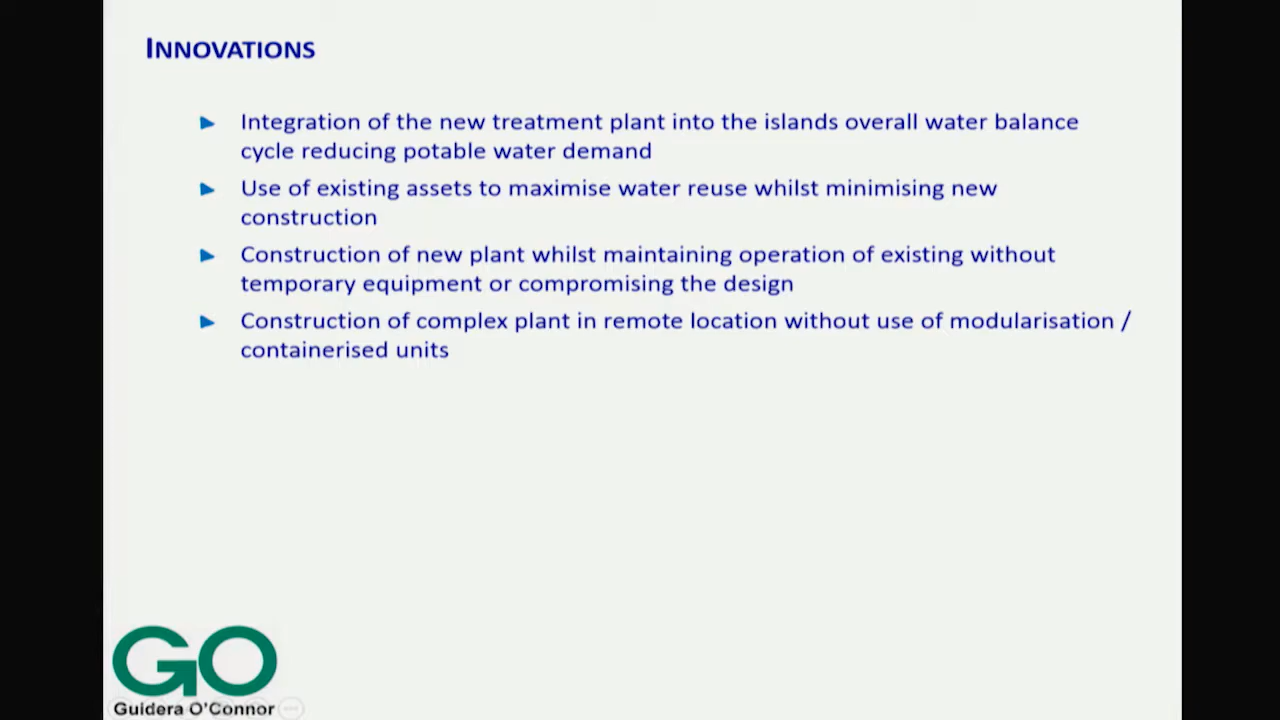 INNOVATIONS
Integration of the new treatment plant into the islands overall water balance
cycle reducing potable water demand
Use of existing assets to maximise water reuse whilst minimising new
construction
Construction of new plant whilst maintaining operation of existing without
temporary equipment or compromising the design
Construction of complex plant in remote location without use of modularisation /
containerised units
GO
Guidera O'Connor